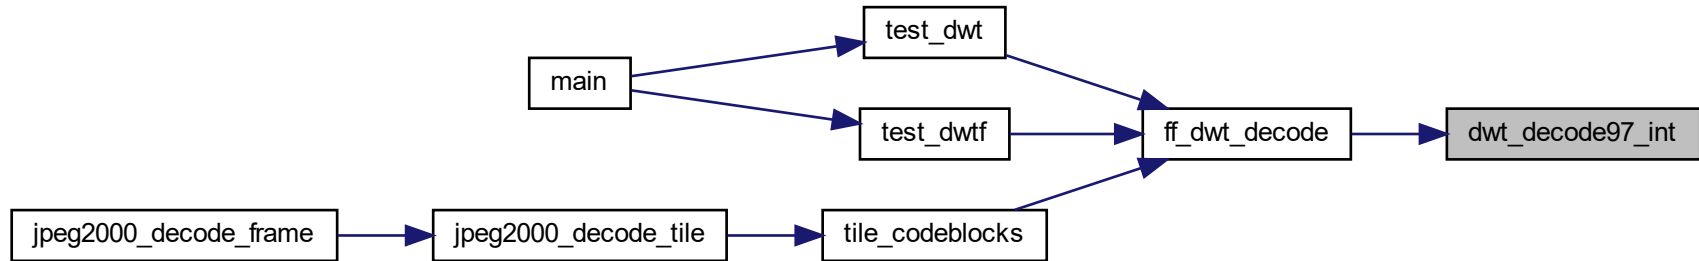 test_dwt
main
test_dwtf
ff_dwt_decode
dwt_decode97_int
jpeg2000_decode_frame
jpeg2000_decode_tile
tile_codeblocks